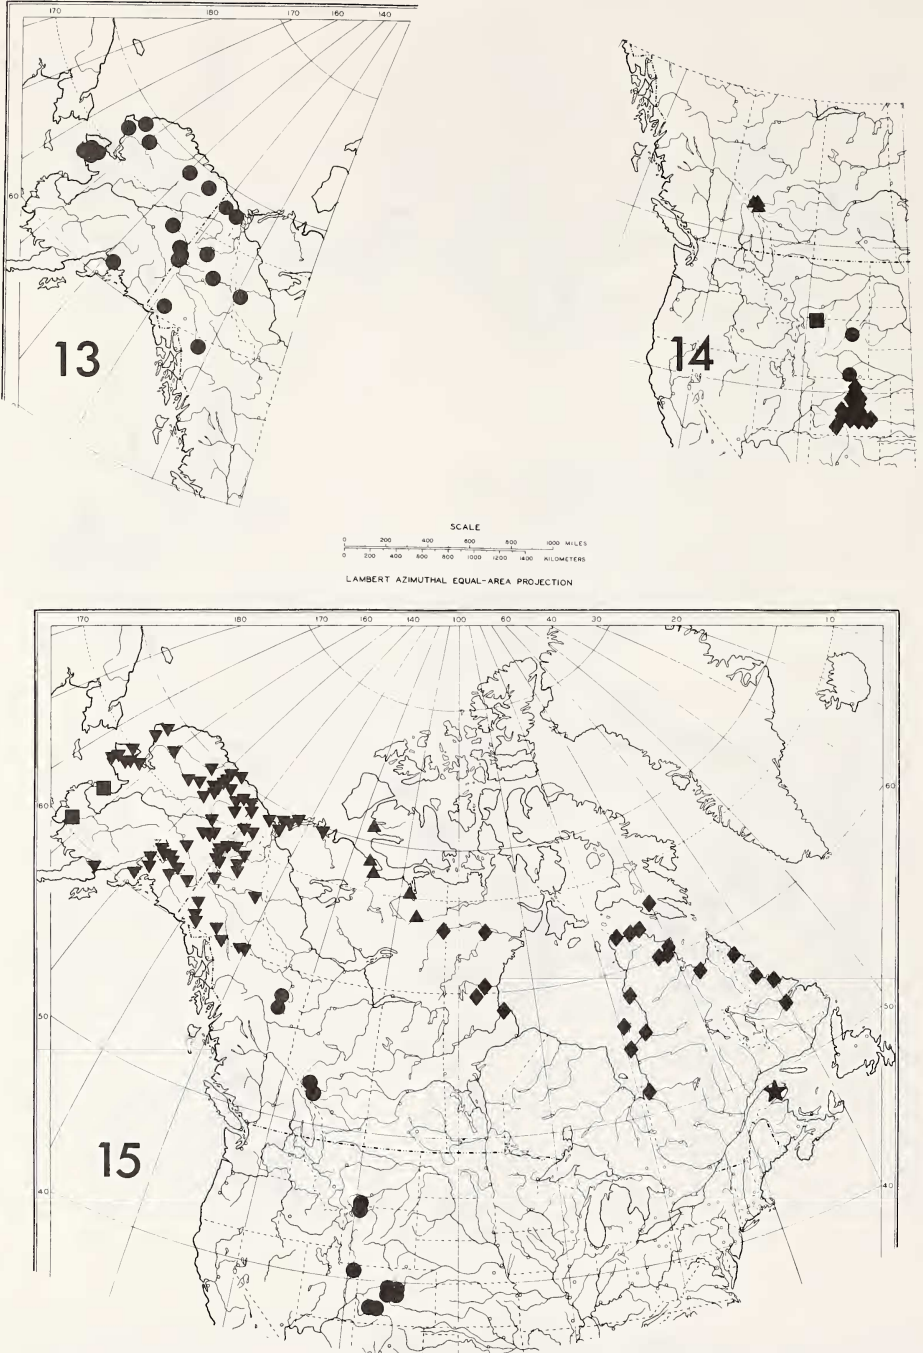 170 180 170 160 140
60
13
14
SCALE
0 200 400 600 800 1000 MILES
0 200 400 600 800 1000 1200 1400 KILOMETERS
LAMBERT AZIMUTHAL EQUAL-AREA PROJECTION
170 180 170 160 140 100 60 40 30 20 10
60 60
50 50
40 40
15